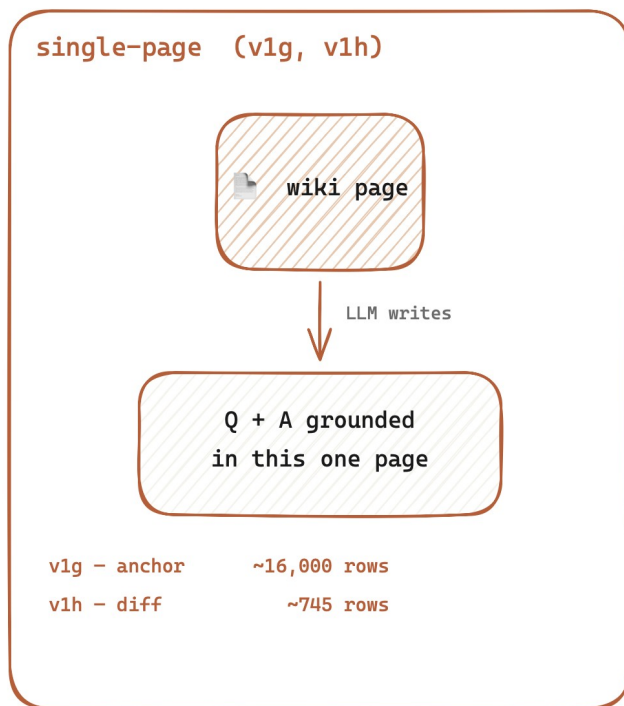 single-page (v1g, v1h)
wiki page
LLM writes
Q + A grounded
in this one page
v1g – anchor ~16,000 rows
v1h – diff ~745 rows